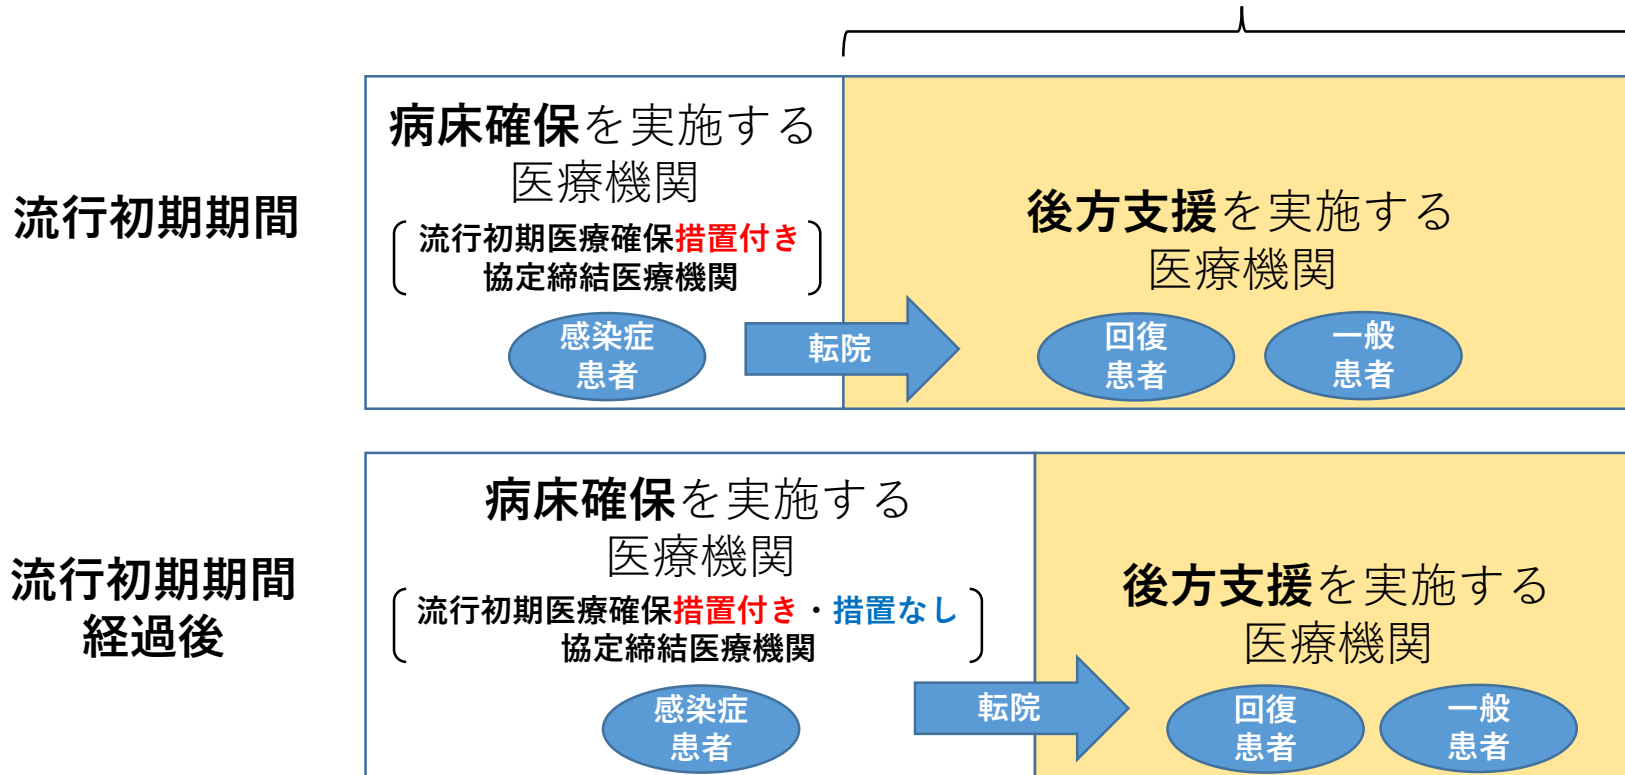 流行初期期間
病床確保を実施する
医療機関
流行初期医療確保措置付き
協定締結医療機関
感染症
患者
転院
後方支援を実施する
医療機関
回復
患者
一般
患者
流行初期期間
経過後
病床確保を実施する
医療機関
流行初期医療確保措置付き・措置なし
協定締結医療機関
感染症
患者
転院
後方支援を実施する
医療機関
回復
患者
一般
患者